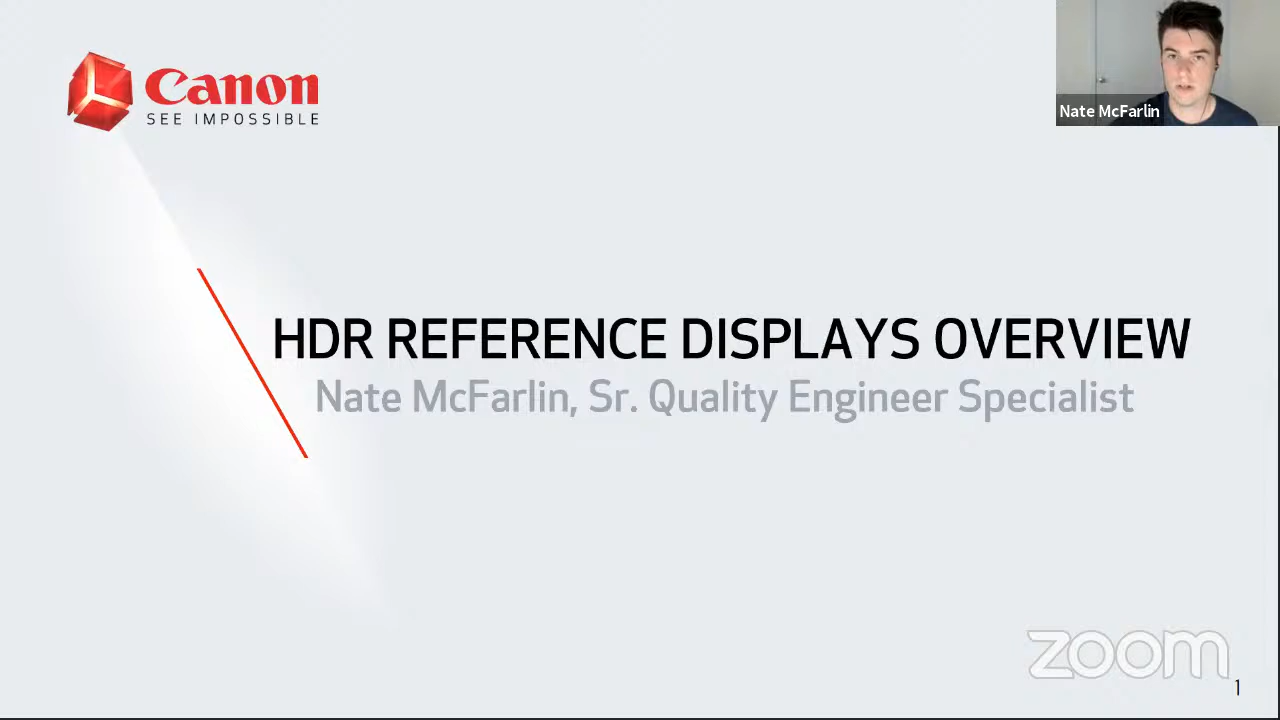 Canon
SEE IMPOSSIBLE
Nate McFarlin
HDR REFERENCE DISPLAYS OVERVIEW
Nate McFarlin, Sr. Quality Engineer Specialist
zoom
1